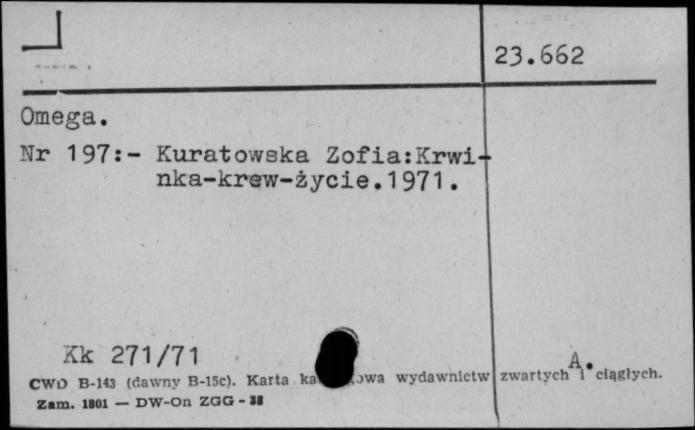 23.662
Omega.
Nr 197:- Kuratowska Zofia:Krwi-
nka-krew-życie.1971.
Kk 271/71
A.
CWD B-143 (dawny B-15c). Karta wydawnictw zwartych i ciągłych.
Zam. 1801 — DW-On ZGG - 38